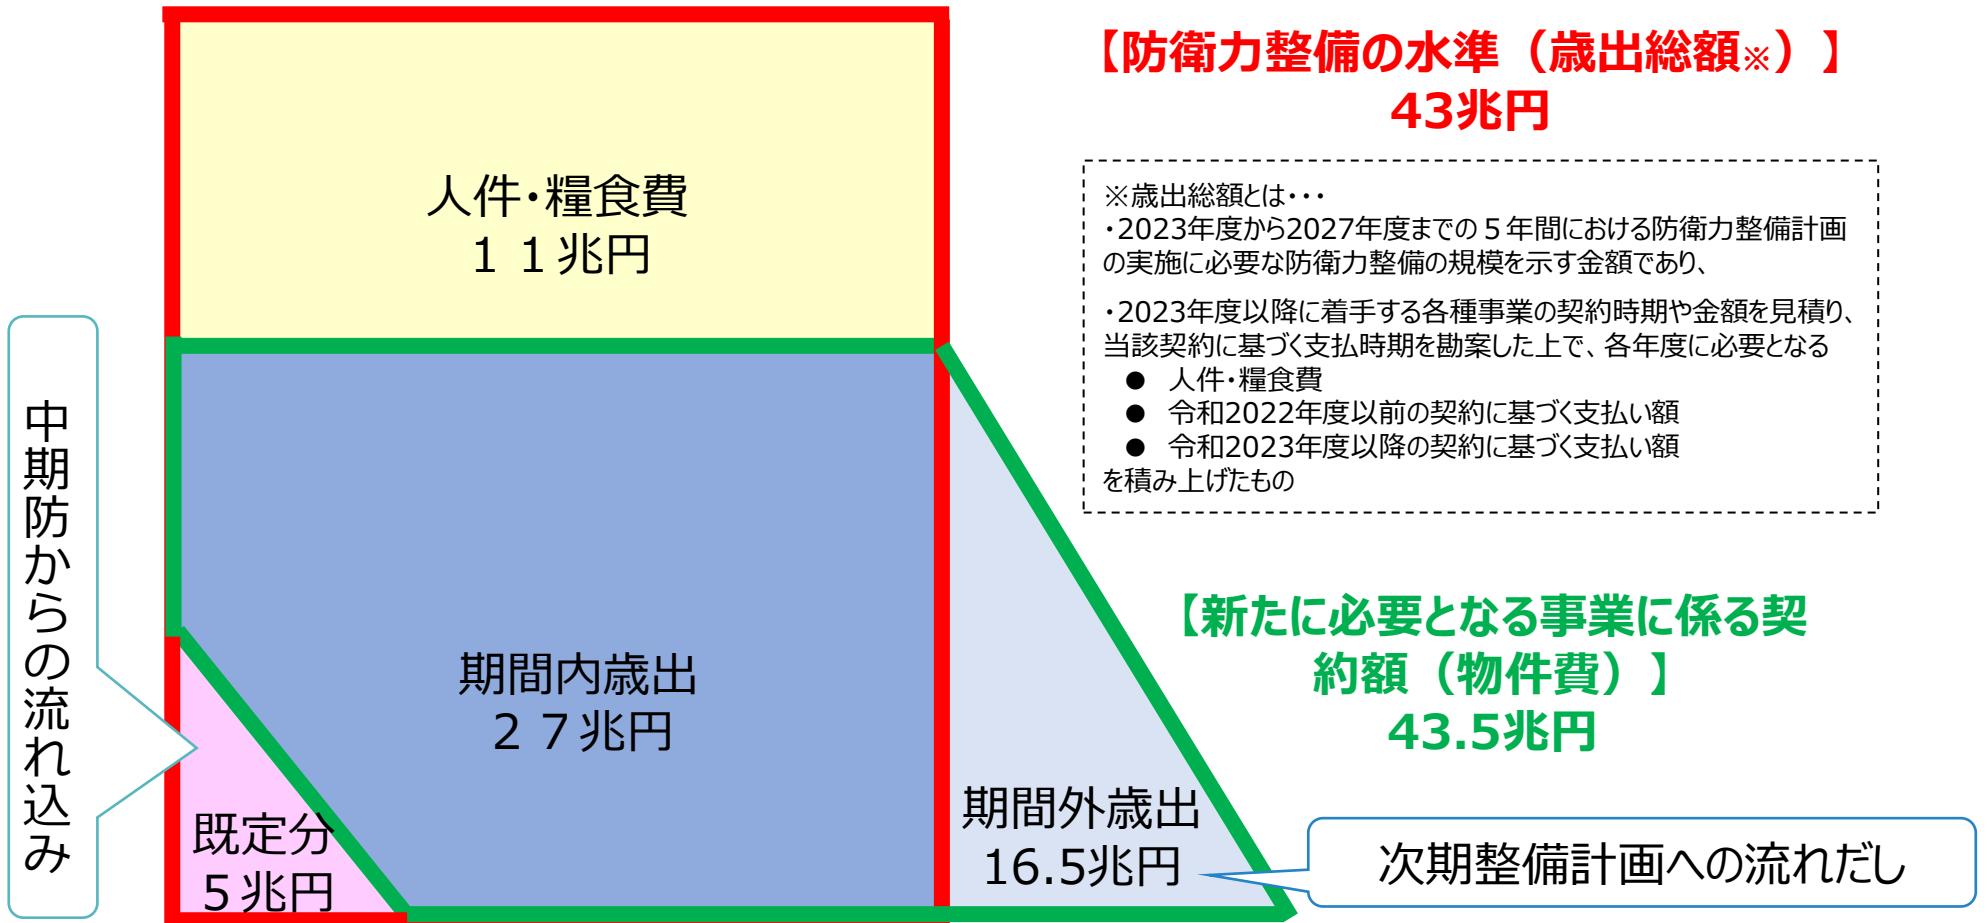 【防衛力整備の水準（歳出総額※）】
43兆円
人件・糧食費
１１兆円
※歳出総額とは・・・
・2023年度から2027年度までの５年間における防衛力整備計画
の実施に必要な防衛力整備の規模を示す金額であり、
・2023年度以降に着手する各種事業の契約時期や金額を見積り、
当該契約に基づく支払時期を勘案した上で、各年度に必要となる
● 人件・糧食費
● 令和2022年度以前の契約に基づく支払い額
● 令和2023年度以降の契約に基づく支払い額
を積み上げたもの
中期防からの流れ込み
期間内歳出
２７兆円
【新たに必要となる事業に係る契
約額（物件費）】
43.5兆円
既定分
５兆円
期間外歳出
16.5兆円
次期整備計画への流れだし